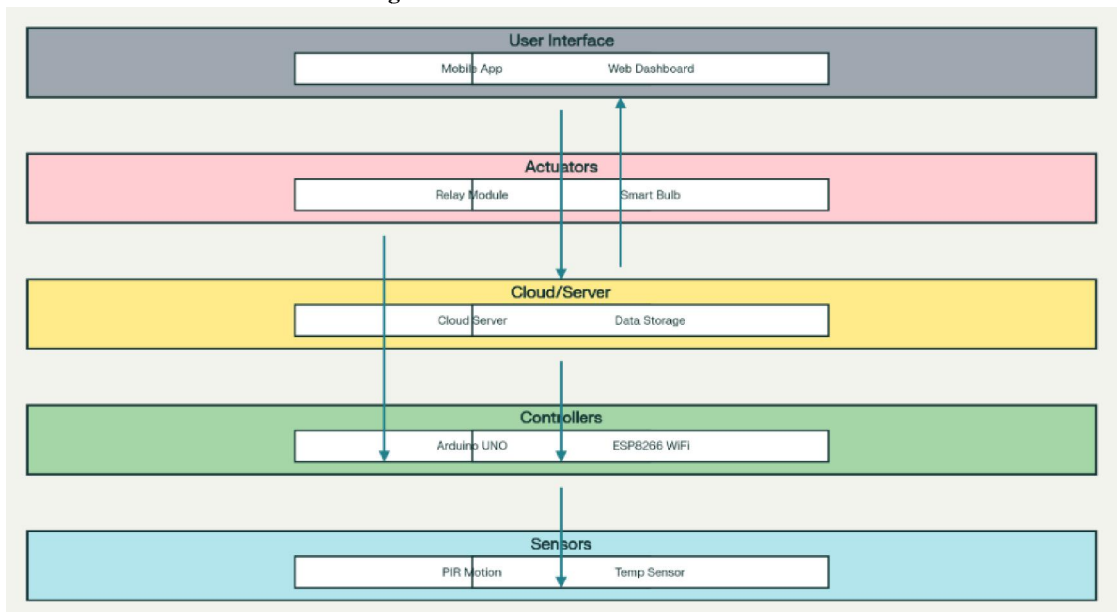 User Interface
Mobile App Web Dashboard
Actuators
Relay Module Smart Bulb
Cloud/Server
Cloud Server Data Storage
Controllers
Arduino UNO ESP8266 WiFi
Sensors
PIR Motion Temp Sensor